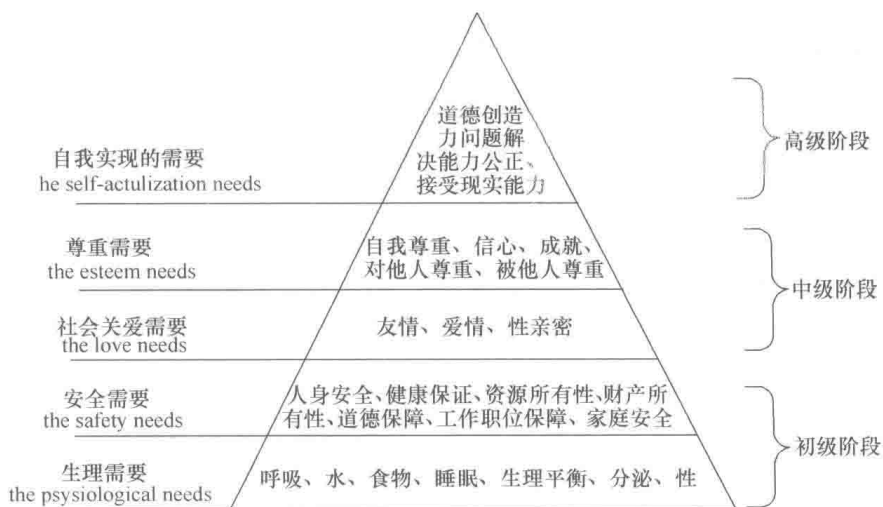 道德创造
力问题解
决能力公正、
接受现实能力
高级阶段
自我实现的需要
he self-actulization needs
尊重需要
the esteem needs
自我尊重、信心、成就、
对他人尊重、被他人尊重
中级阶段
社会关爱需要
the love needs
友情、爱情、性亲密
安全需要
the safety needs
人身安全、健康保证、资源所有性、财产所
有性、道德保障、工作职位保障、家庭安全
初级阶段
生理需要
the psysiological needs
呼吸、水、食物、睡眠、生理平衡、分泌、性